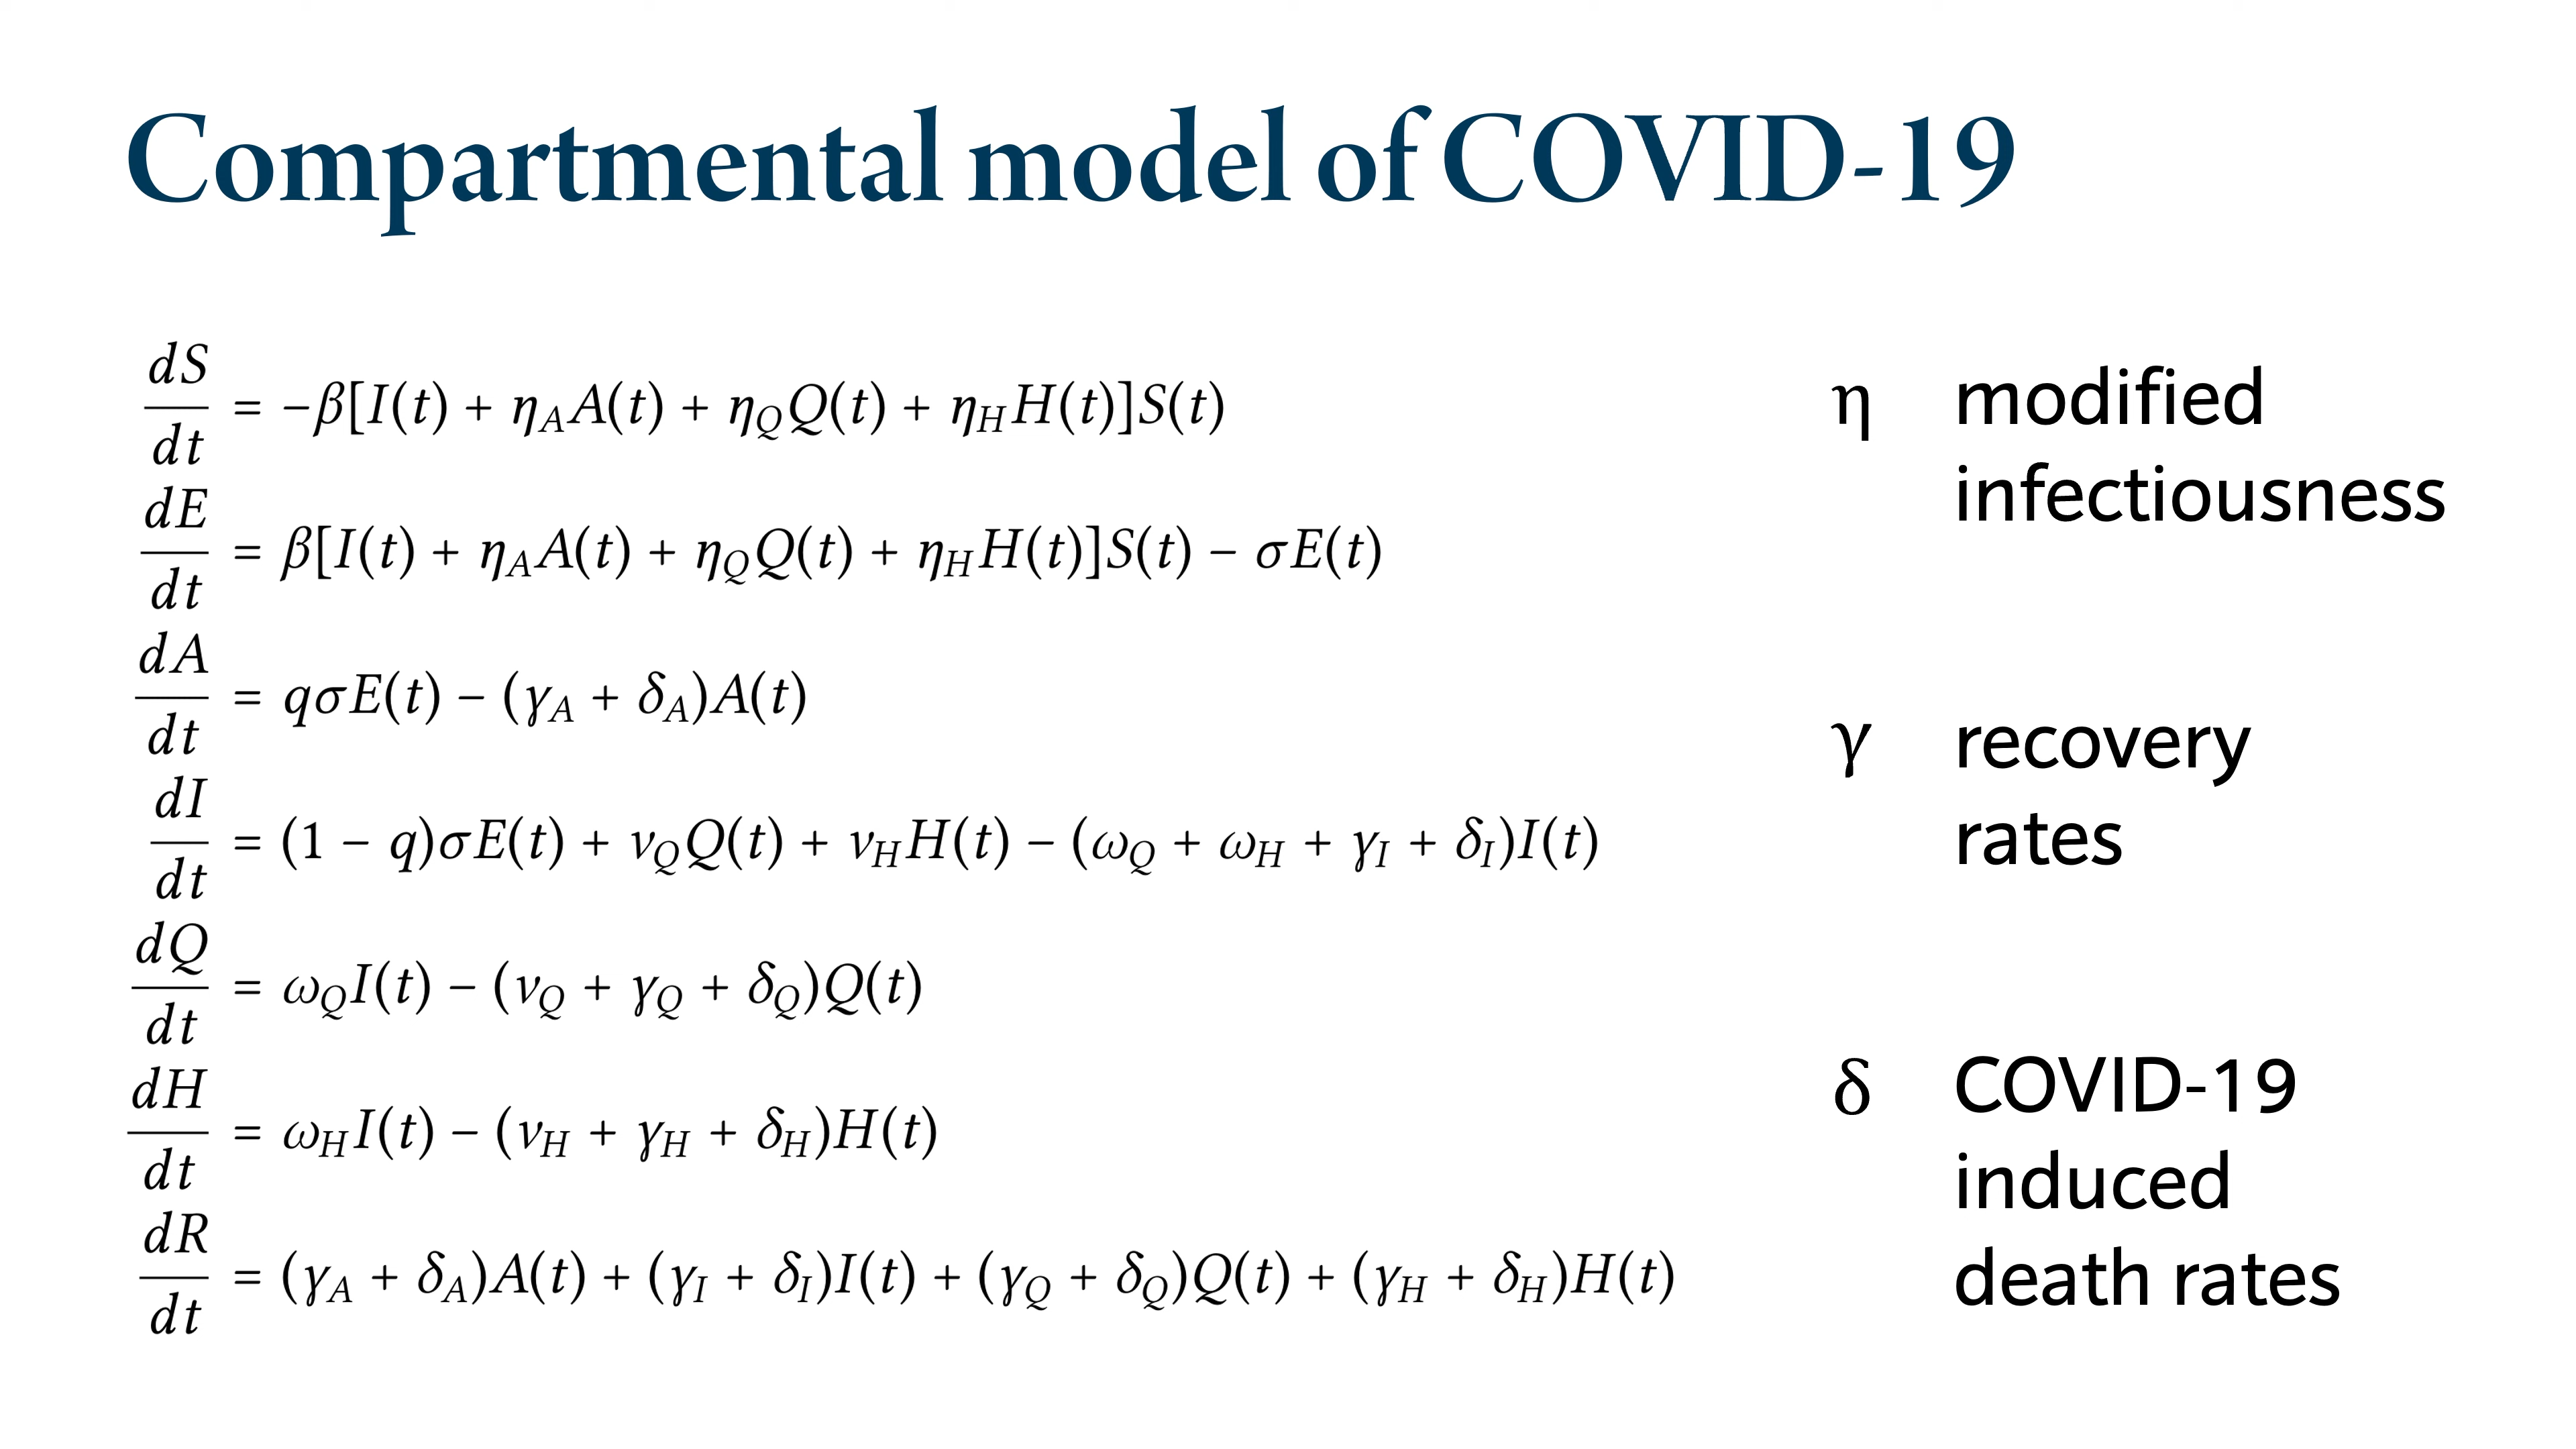 Compartmental model of COVID-19
dS/dt = −β[I(t) + η_A A(t) + η_Q Q(t) + η_H H(t)]S(t)
dE/dt = β[I(t) + η_A A(t) + η_Q Q(t) + η_H H(t)]S(t) − σE(t)
dA/dt = qσE(t) − (γ_A + δ_A)A(t)
dI/dt = (1 − q)σE(t) + ν_Q Q(t) + ν_H H(t) − (ω_Q + ω_H + γ_I + δ_I)I(t)
dQ/dt = ω_Q I(t) − (ν_Q + γ_Q + δ_Q)Q(t)
dH/dt = ω_H I(t) − (ν_H + γ_H + δ_H)H(t)
dR/dt = (γ_A + δ_A)A(t) + (γ_I + δ_I)I(t) + (γ_Q + δ_Q)Q(t) + (γ_H + δ_H)H(t)
η modified
infectiousness
γ recovery
rates
δ COVID-19
induced
death rates